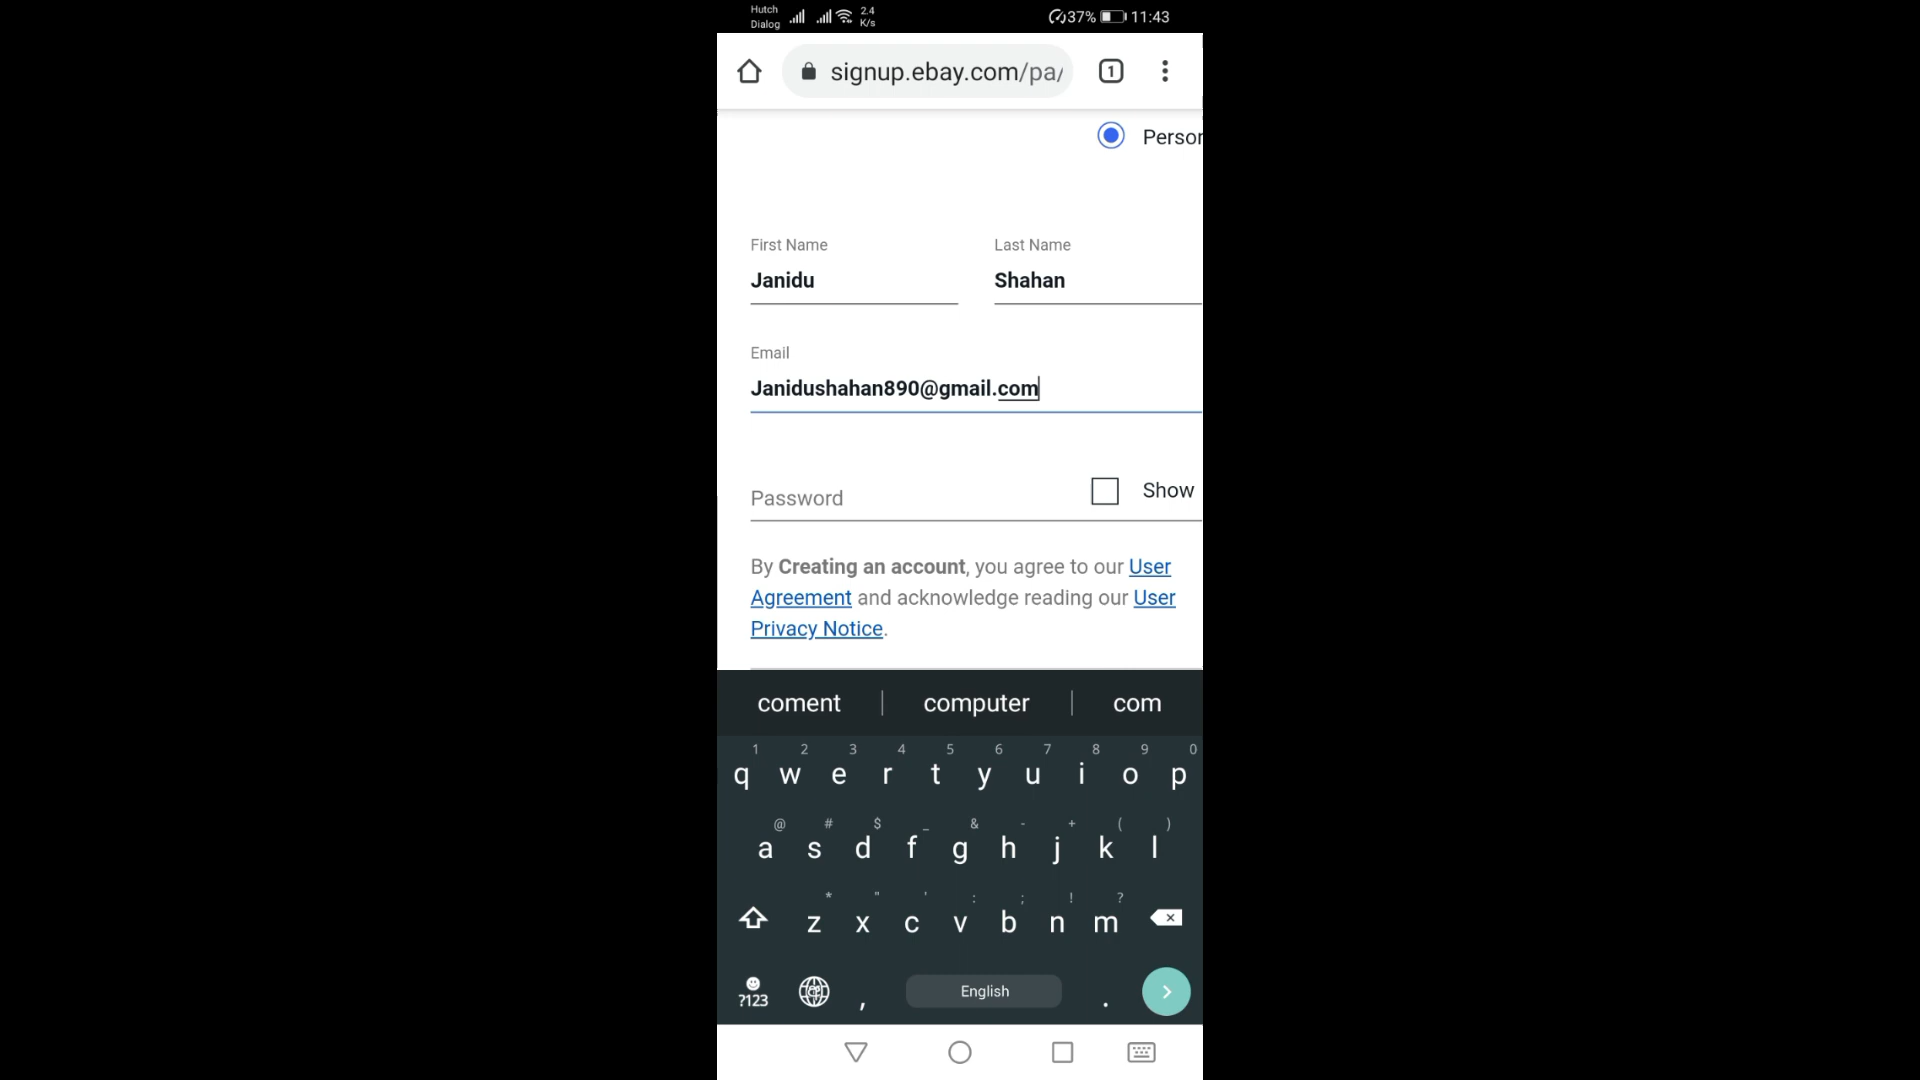 Hutch
Dialog
2.4
K/s
37%
11:43
signup.ebay.com/pa/
1
Person
First Name
Last Name
Janidu
Shahan
Email
Janidushahan890@gmail.com
Password
Show
By Creating an account, you agree to our User
Agreement and acknowledge reading our User
Privacy Notice.
coment computer com
1 2 3 4 5 6 7 8 9 0
q w e r t y u i o p
@ # $ _ & - + ( )
a s d f g h j k l
* " ' : ; ! ?
z x c v b n m
?123 , English .